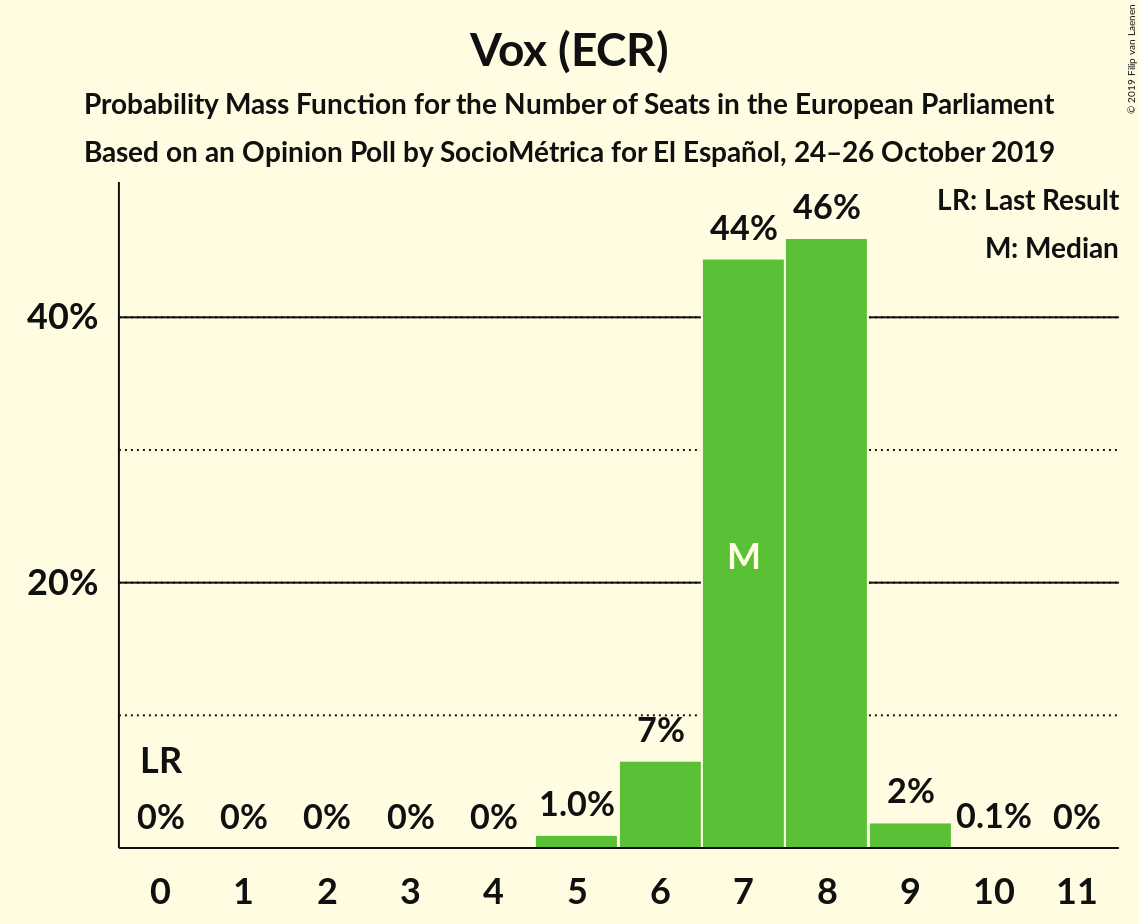 Vox (ECR)
Probability Mass Function for the Number of Seats in the European Parliament
Based on an Opinion Poll by SocioMétrica for El Español, 24–26 October 2019
© 2019 Filip van Laenen
LR: Last Result
M: Median
40%
20%
LR
0%
0%
0%
0%
0%
1.0%
7%
44%
46%
2%
0.1%
0%
M
0 1 2 3 4 5 6 7 8 9 10 11